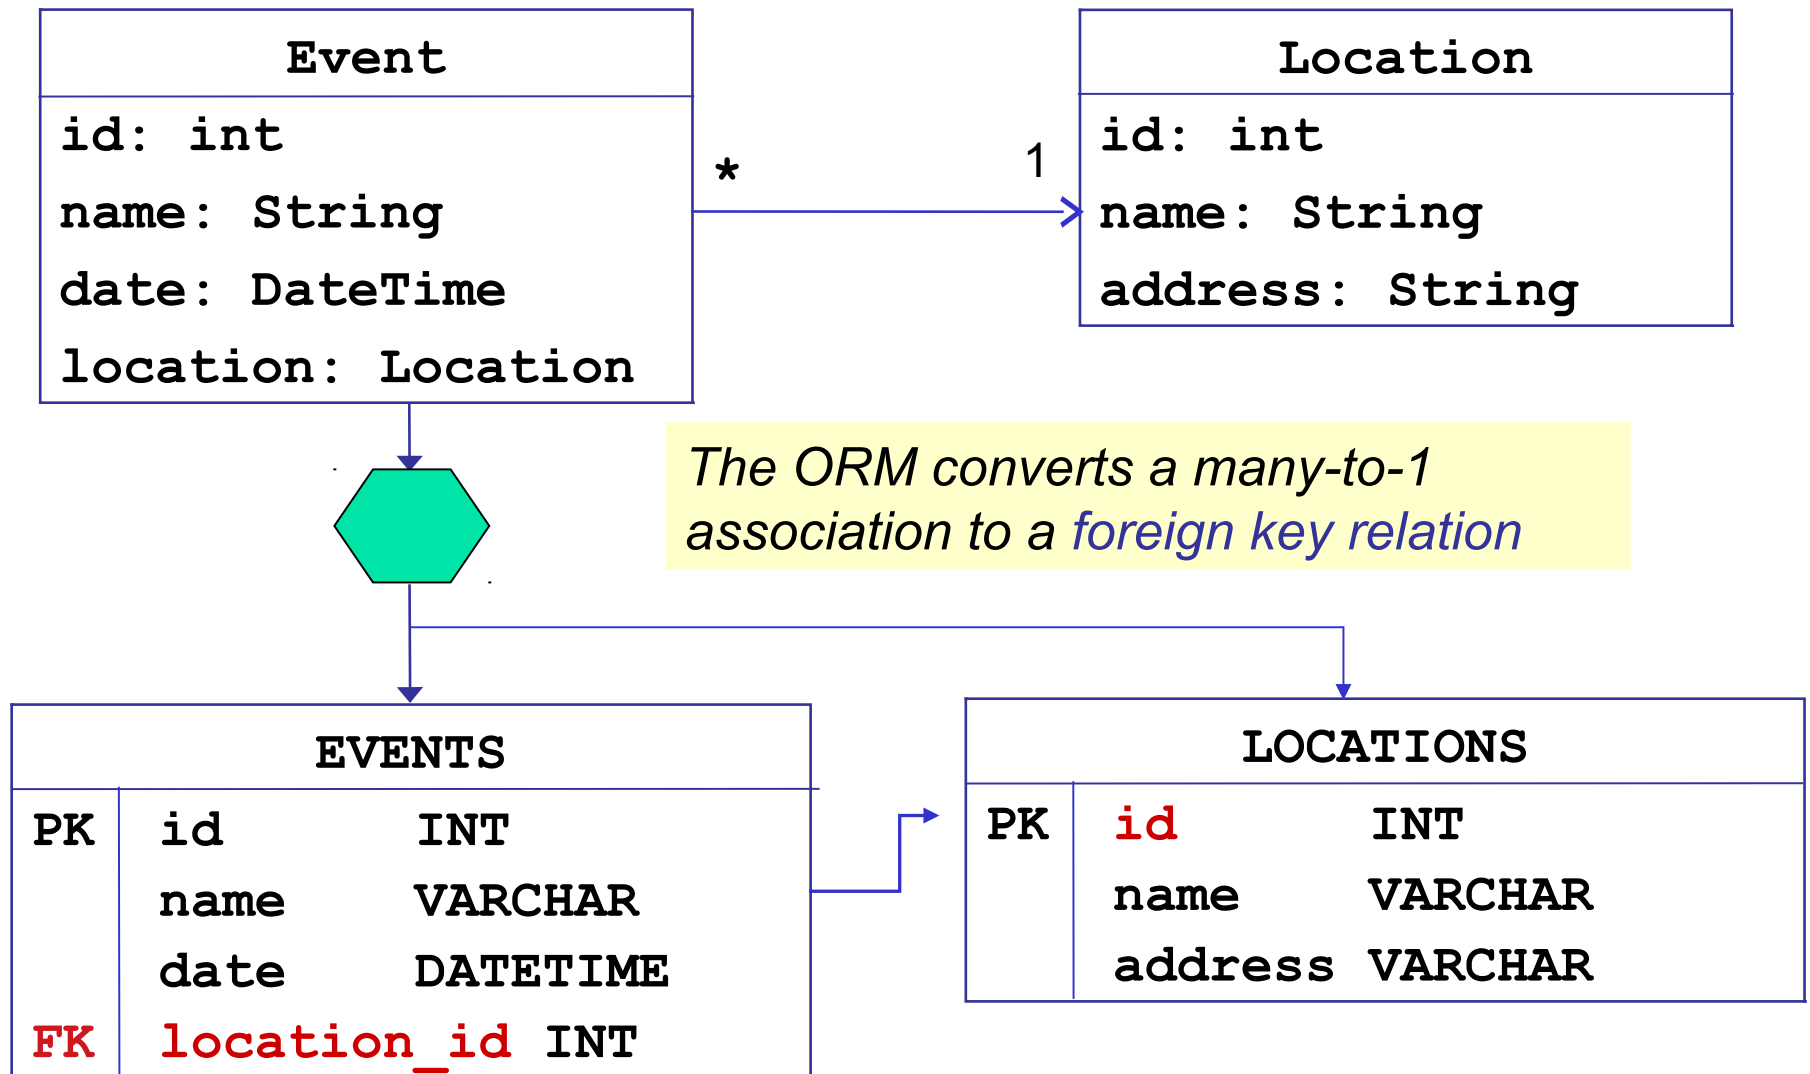 Event
id: int
name: String
date: DateTime
location: Location
*
1
Location
id: int
name: String
address: String
The ORM converts a many-to-1
association to a foreign key relation
EVENTS
PK id INT
name VARCHAR
date DATETIME
FK location_id INT
LOCATIONS
PK id INT
name VARCHAR
address VARCHAR